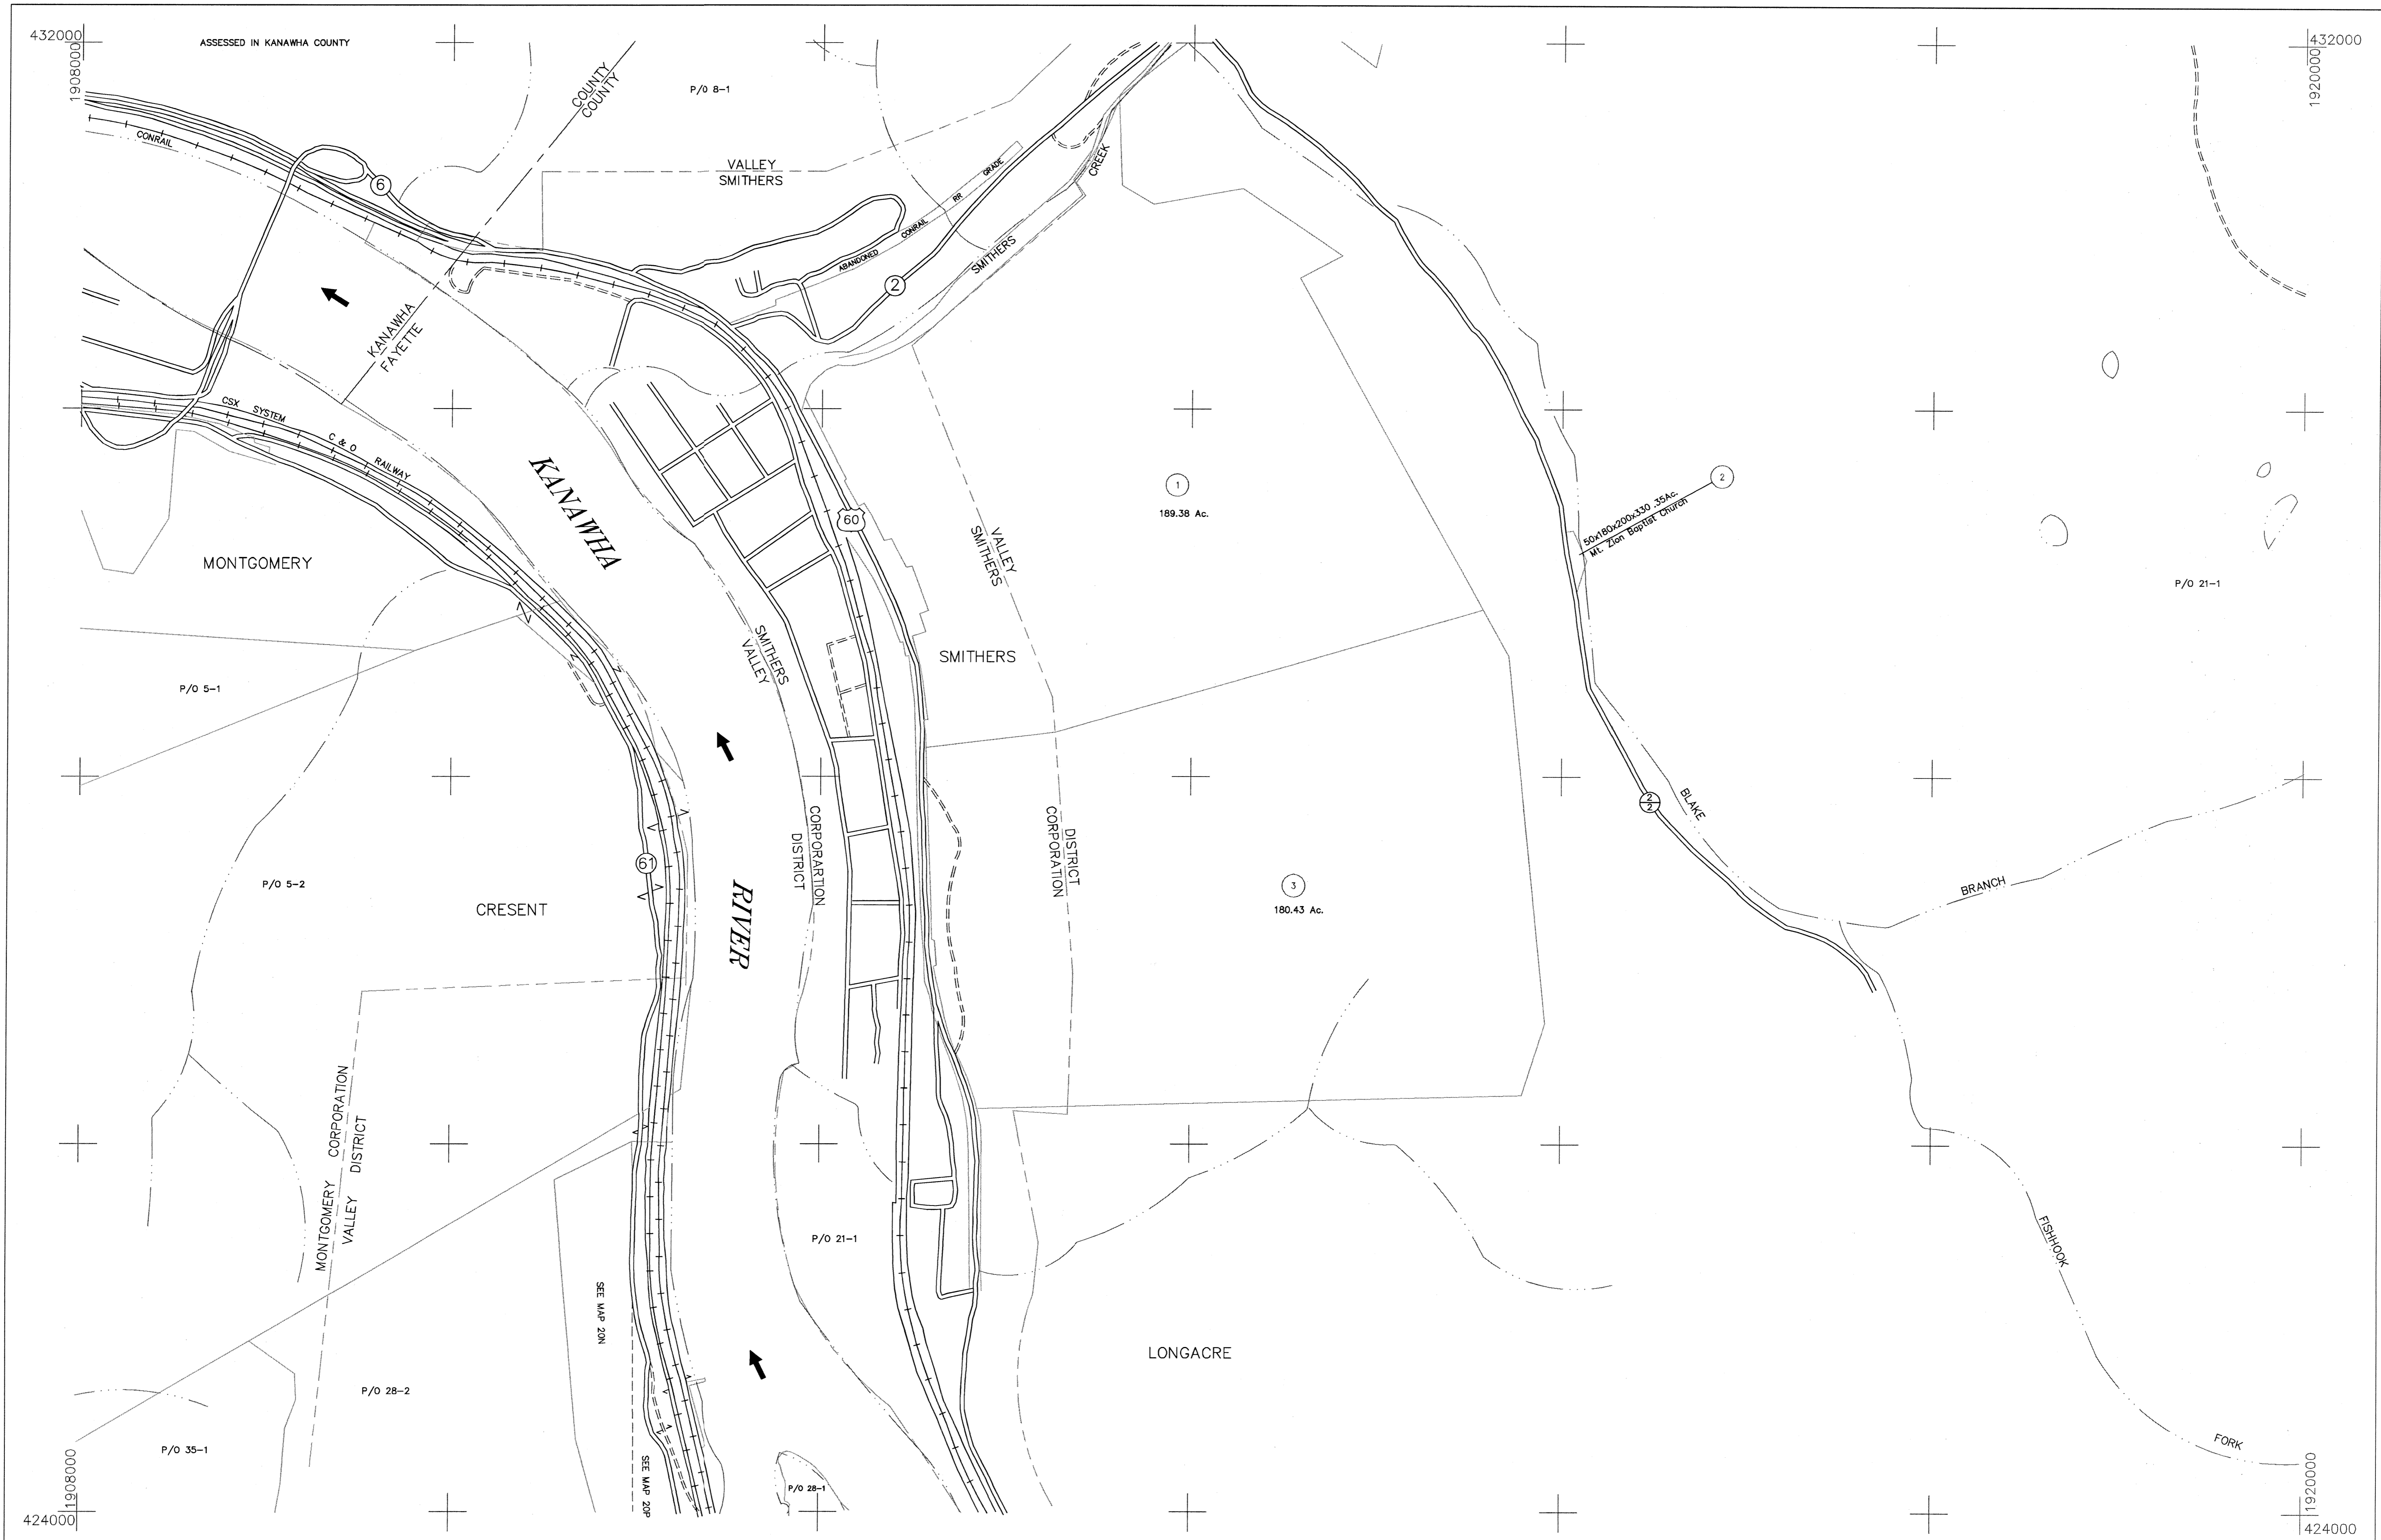 432000
1908000
ASSESSED IN KANAWHA COUNTY
COUNTY
COUNTY
P/O 8-1
432000
1920000
CONRAIL
6
VALLEY
SMITHERS
ABANDONED CONRAIL RR GRADE
CREEK
SMITHERS
2
KANAWHA
FAYETTE
CSX SYSTEM
C & O RAILWAY
KANAWHA
60
1
189.38 Ac.
2
50x180x200x330 .35Ac.
Mt. Zion Baptist Church
VALLEY
SMITHERS
MONTGOMERY
P/O 21-1
SMITHERS
VALLEY
SMITHERS
P/O 5-1
2
2
BLAKE
CORPORARTION
DISTRICT
DISTRICT
CORPORATION
61
P/O 5-2
CRESENT
RIVER
3
180.43 Ac.
BRANCH
MONTGOMERY CORPORATION
VALLEY DISTRICT
P/O 21-1
FISHHOOK
SEE MAP 20N
LONGACRE
P/O 28-2
P/O 35-1
FORK
SEE MAP 20P
P/O 28-1
1908000
424000
1920000
424000